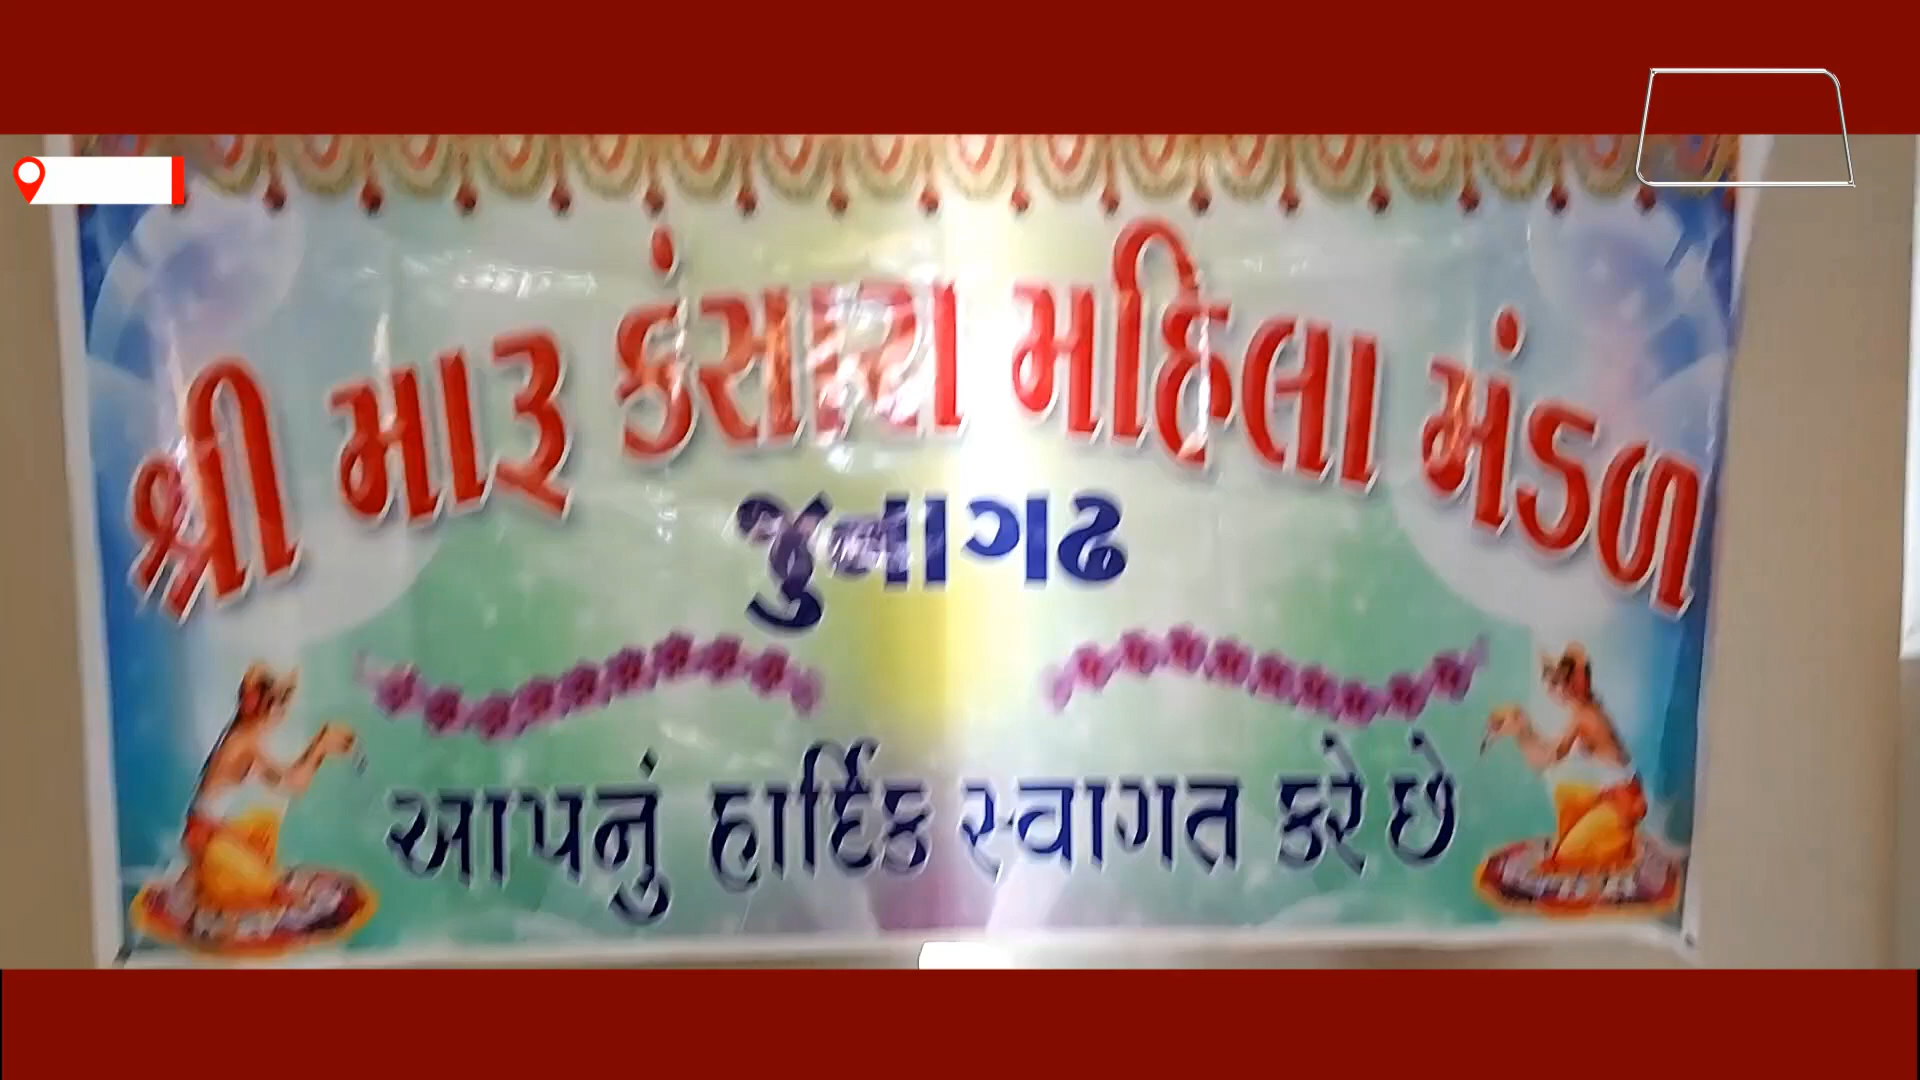 શ્રી મારૂ કંસારા મહિલા મંડળ
જુનાગઢ
આપનું હાર્દિક સ્વાગત કરે છે